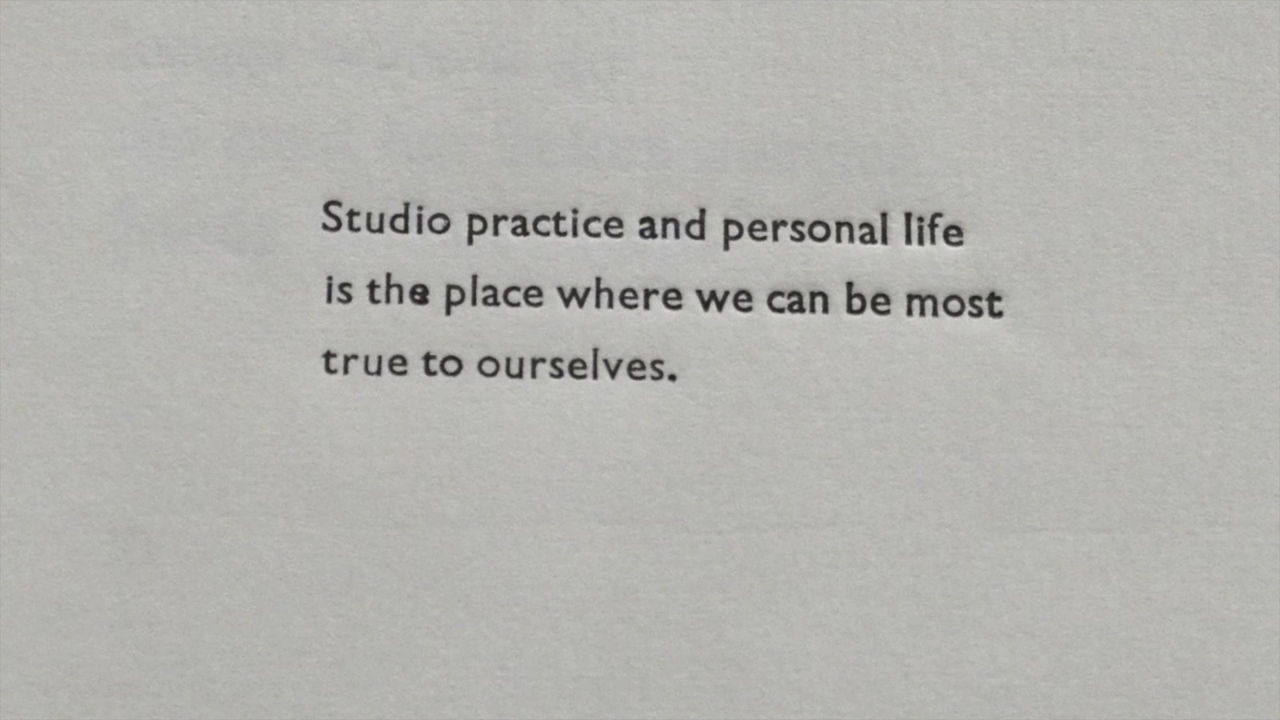 Studio practice and personal life
is the place where we can be most
true to ourselves.